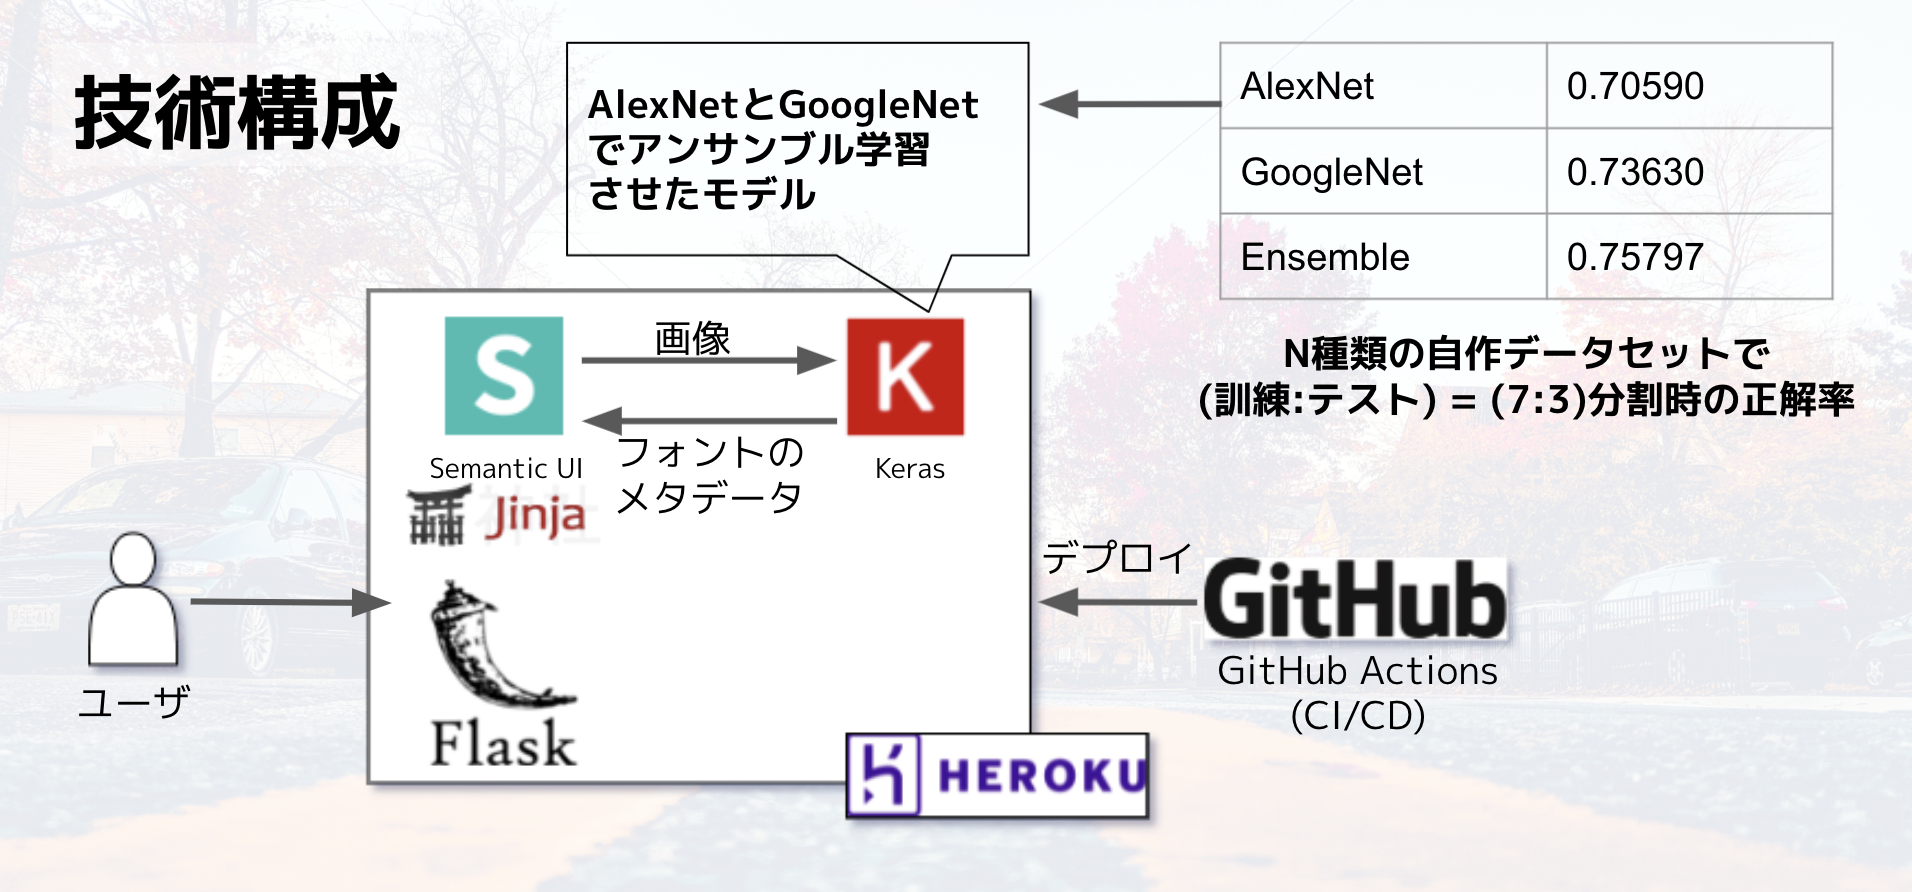 技術構成
AlexNetとGoogleNet
でアンサンブル学習
させたモデル
AlexNet 0.70590
GoogleNet 0.73630
Ensemble 0.75797
N種類の自作データセットで
(訓練:テスト) = (7:3)分割時の正解率
S
画像
K
Semantic UI
フォントの
メタデータ
Keras
Jinja
Flask
ユーザ
デプロイ
GitHub
GitHub Actions
(CI/CD)
HEROKU